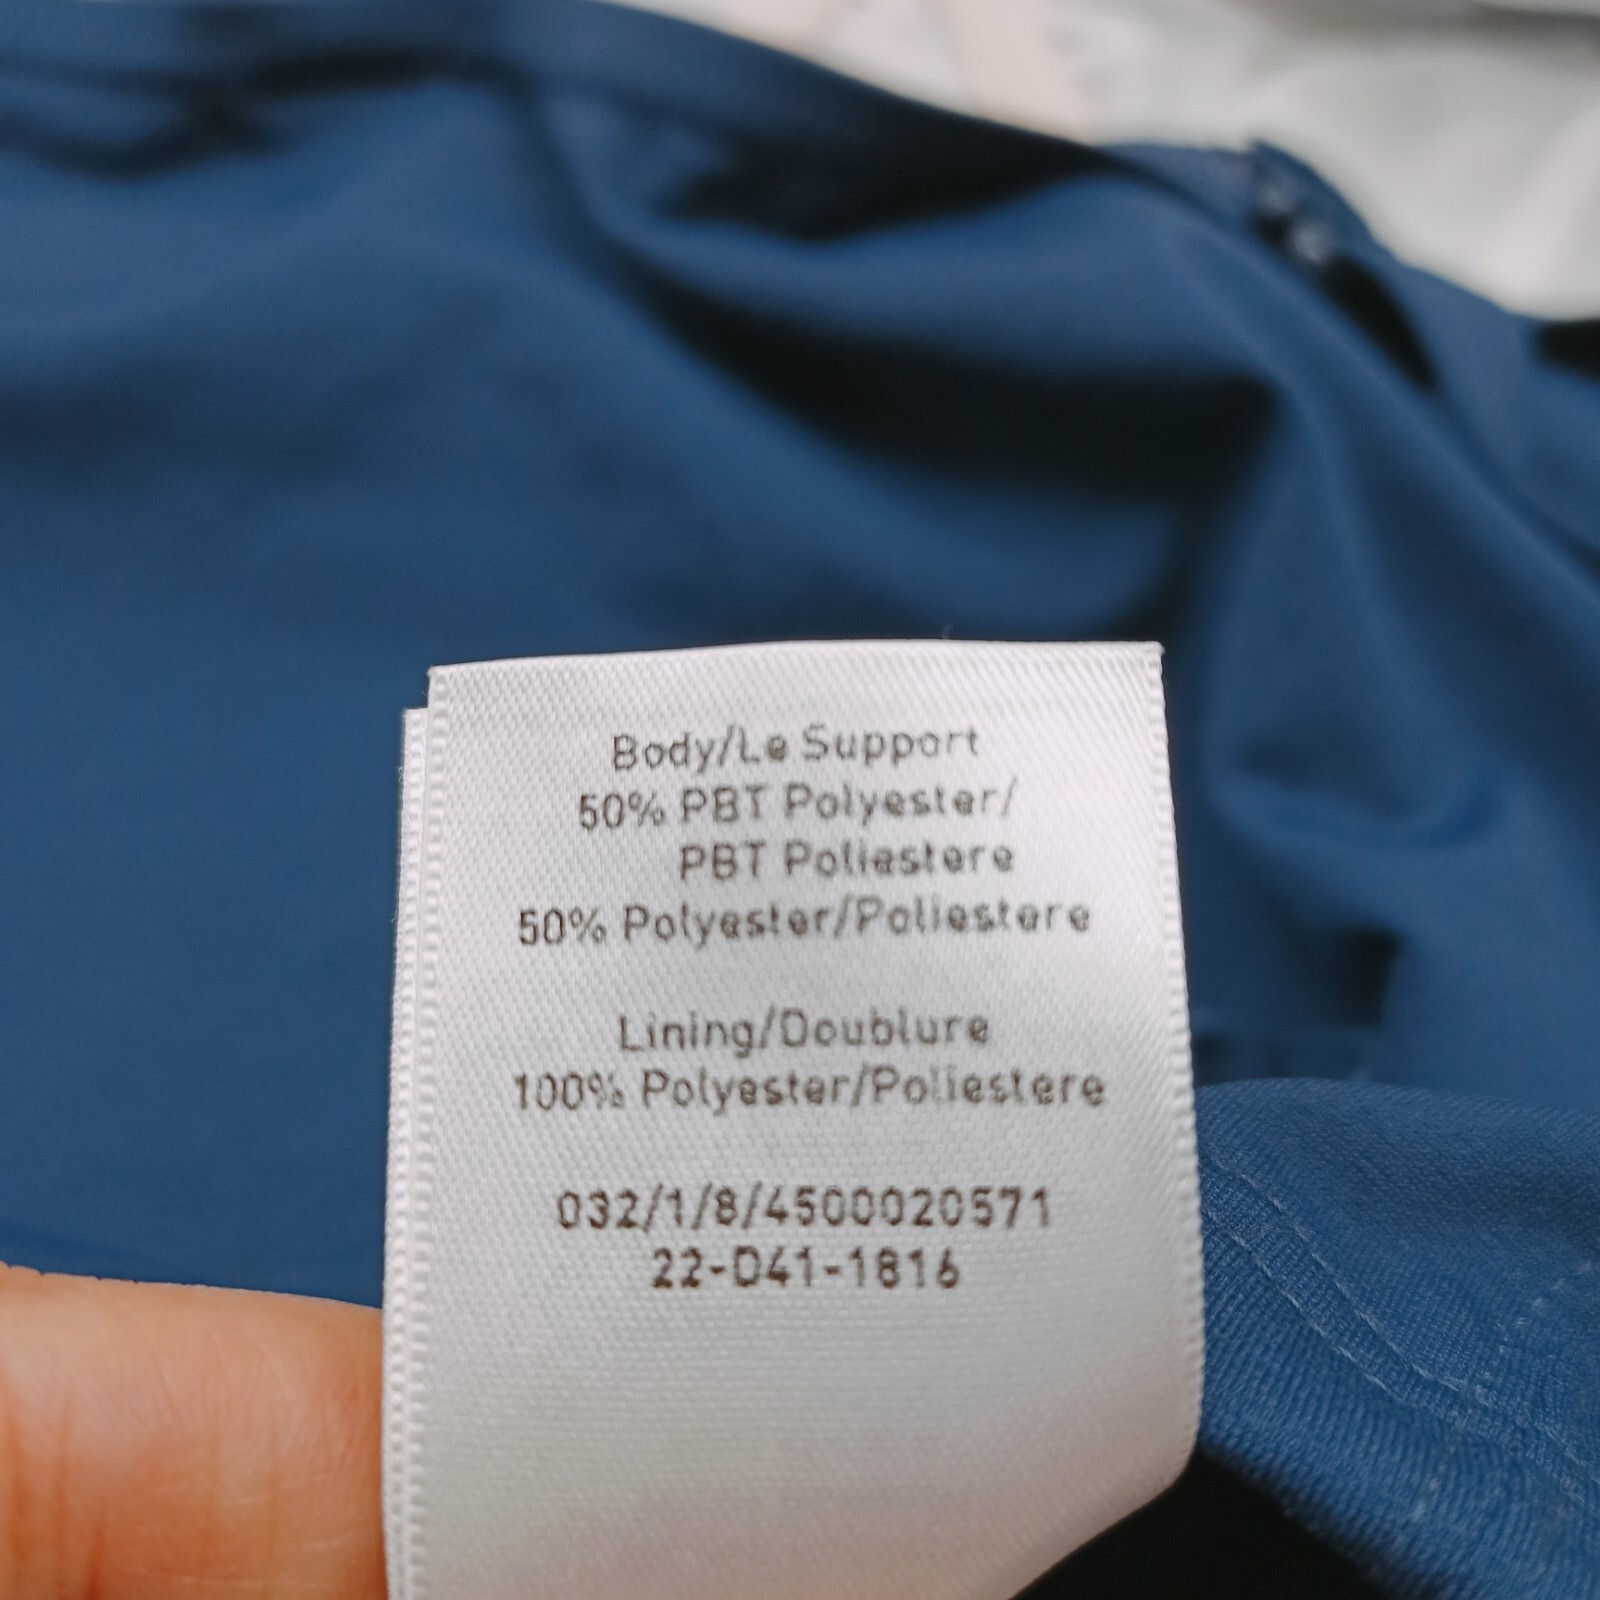 Body/Le Support
50% PBT Polyester/
PBT Poliestere
50% Polyester/Poliestere
Lining/Doublure
100% Polyester/Poliestere
032/1/8/4500020571
22-D41-1816